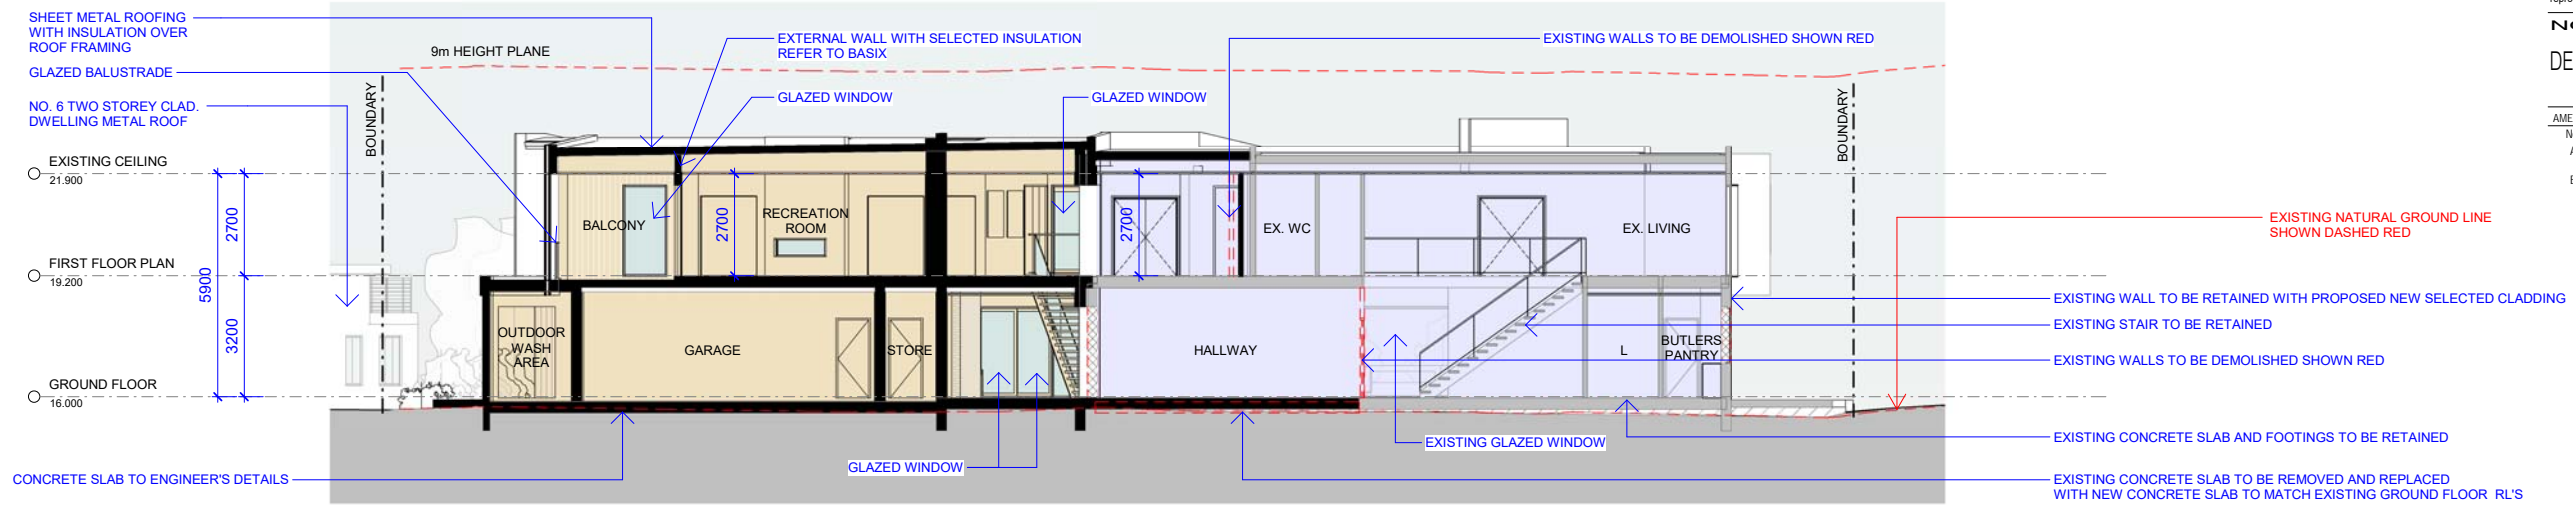 SHEET METAL ROOFING
WITH INSULATION OVER
ROOF FRAMING
GLAZED BALUSTRADE
NO. 6 TWO STOREY CLAD.
DWELLING METAL ROOF
9m HEIGHT PLANE
EXTERNAL WALL WITH SELECTED INSULATION
REFER TO BASIX
GLAZED WINDOW
GLAZED WINDOW
EXISTING WALLS TO BE DEMOLISHED SHOWN RED
BOUNDARY
BOUNDARY
EXISTING CEILING
21.900
FIRST FLOOR PLAN
19.200
GROUND FLOOR
16.000
2700
5900
3200
BALCONY
2700
RECREATION
ROOM
2700
EX. WC
EX. LIVING
OUTDOOR
WASH
AREA
GARAGE
STORE
HALLWAY
L
BUTLERS
PANTRY
EXISTING NATURAL GROUND LINE
SHOWN DASHED RED
EXISTING WALL TO BE RETAINED WITH PROPOSED NEW SELECTED CLADDING
EXISTING STAIR TO BE RETAINED
EXISTING WALLS TO BE DEMOLISHED SHOWN RED
EXISTING CONCRETE SLAB AND FOOTINGS TO BE RETAINED
EXISTING CONCRETE SLAB TO BE REMOVED AND REPLACED
WITH NEW CONCRETE SLAB TO MATCH EXISTING GROUND FLOOR RL'S
CONCRETE SLAB TO ENGINEER'S DETAILS
GLAZED WINDOW
EXISTING GLAZED WINDOW
DE
AME